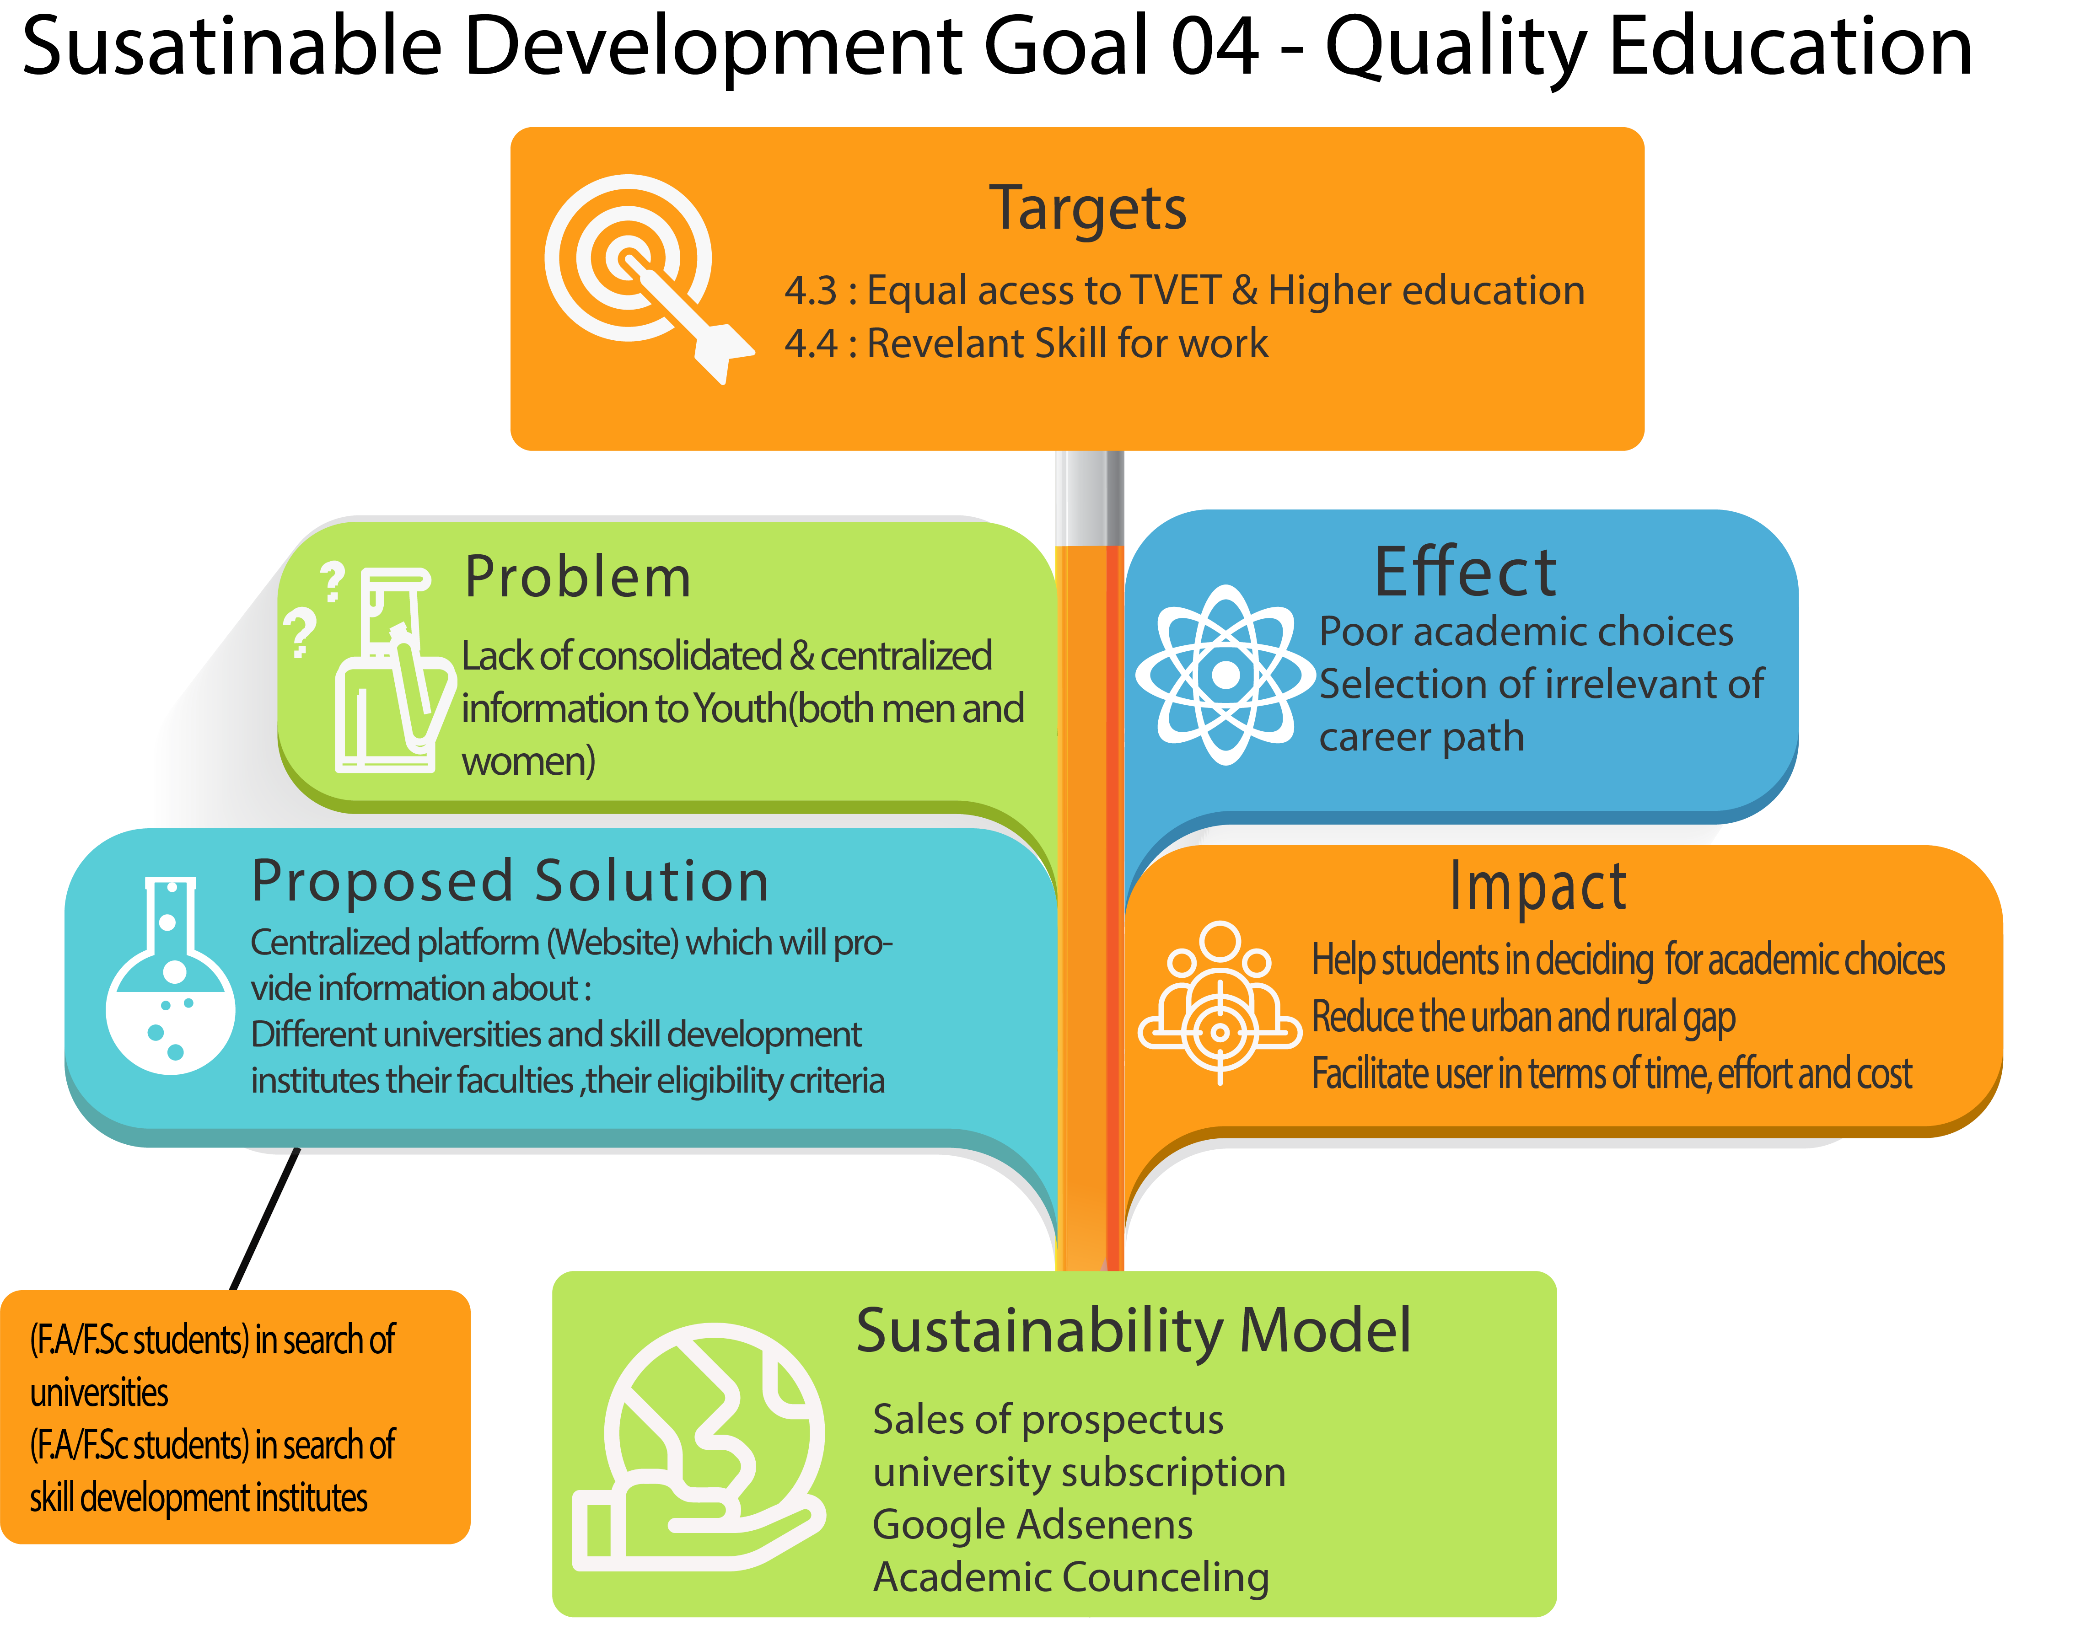 Susatinable Development Goal 04 - Quality Education
Targets
4.3 : Equal acess to TVET & Higher education
4.4 : Revelant Skill for work
? ?
Problem
Lack of consolidated & centralized
information to Youth(both men and
women)
Effect
Poor academic choices
Selection of irrelevant of
career path
Proposed Solution
Centralized platform (Website) which will pro-
vide information about :
Different universities and skill development
institutes their faculties ,their eligibility criteria
Impact
Help students in deciding for academic choices
Reduce the urban and rural gap
Facilitate user in terms of time, effort and cost
(F.A/F.Sc students) in search of
universities
(F.A/F.Sc students) in search of
skill development institutes
Sustainability Model
Sales of prospectus
university subscription
Google Adsenens
Academic Counceling